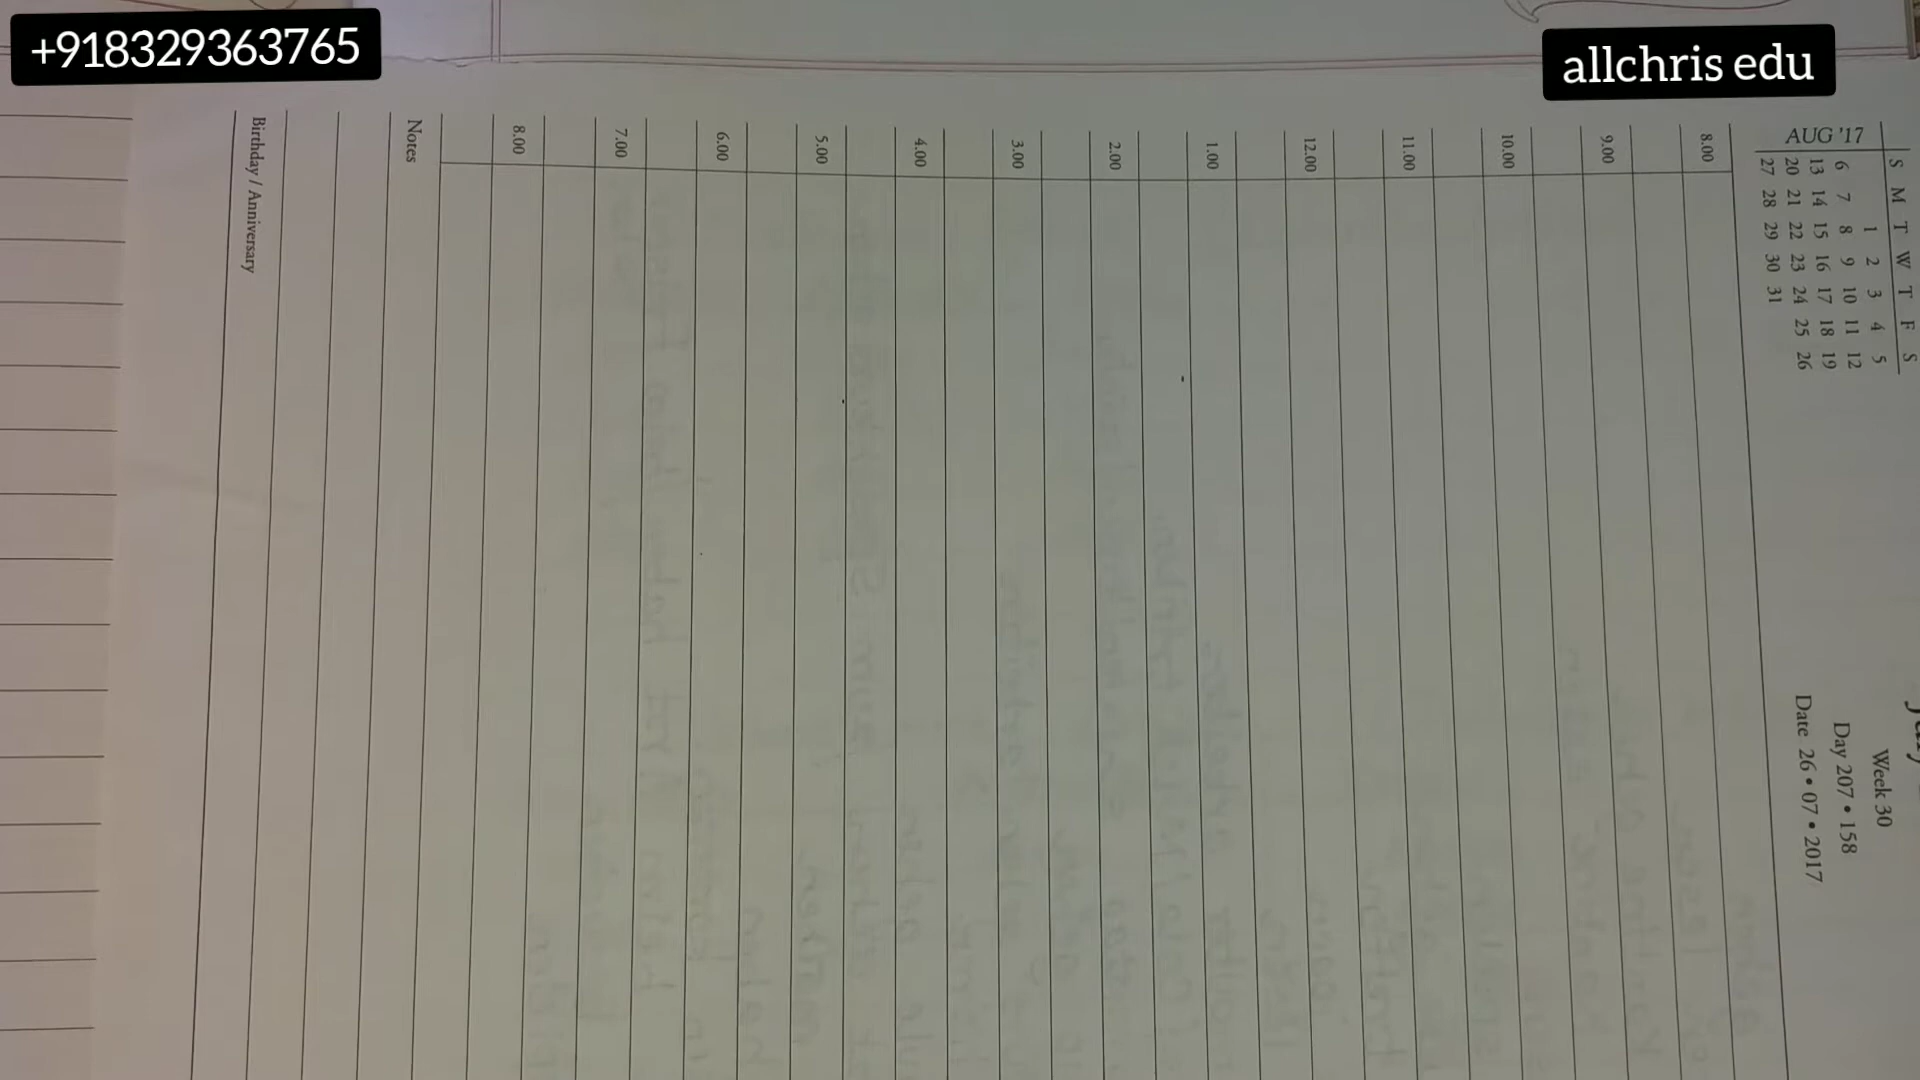 +918329363765
allchris edu
AUG '17
S M T W T F S
1 2 3 4 5
6 7 8 9 10 11 12
13 14 15 16 17 18 19
20 21 22 23 24 25 26
27 28 29 30 31
Week 30
Day 207 • 158
Date 26 • 07 • 2017
8.00
9.00
10.00
11.00
12.00
1.00
2.00
3.00
4.00
5.00
6.00
7.00
8.00
Notes
Birthday / Anniversary